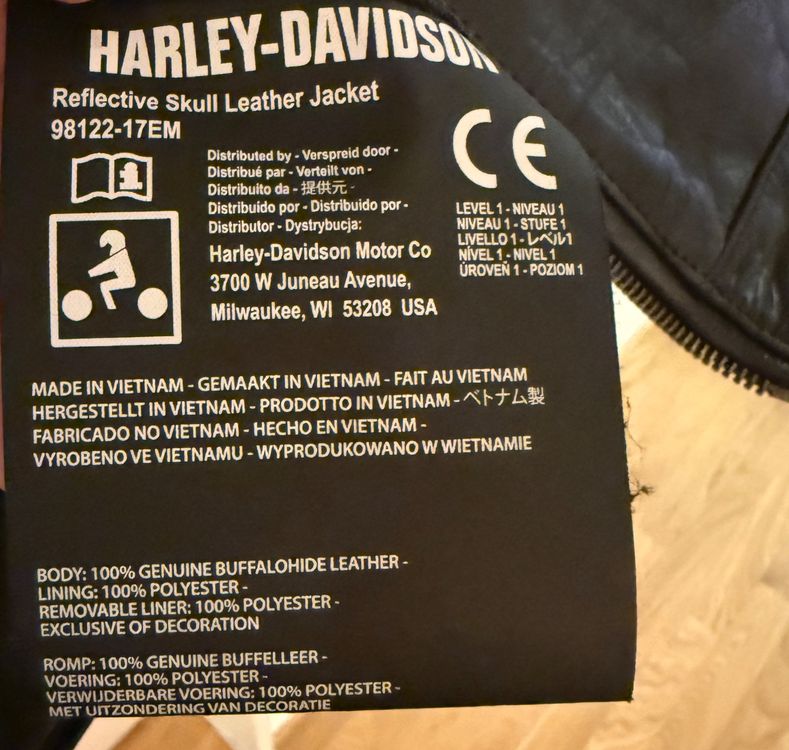 HARLEY-DAVIDSON
Reflective Skull Leather Jacket
98122-17EM
Distributed by - Verspreid door -
Distribué par - Verteilt von -
Distribuito da - 提供元 -
Distribuido por - Distribuido por -
Distributor - Dystrybucja:
Harley-Davidson Motor Co
3700 W Juneau Avenue,
Milwaukee, WI 53208 USA
CE
LEVEL 1 - NIVEAU 1
NIVEAU 1 - STUFE 1
LIVELLO 1 - レベル1
NÍVEL 1 - NIVEL 1
ÚROVEŇ 1 - POZIOM 1
MADE IN VIETNAM - GEMAAKT IN VIETNAM - FAIT AU VIETNAM
HERGESTELLT IN VIETNAM - PRODOTTO IN VIETNAM - ベトナム製
FABRICADO NO VIETNAM - HECHO EN VIETNAM -
VYROBENO VE VIETNAMU - WYPRODUKOWANO W WIETNAMIE
BODY: 100% GENUINE BUFFALOHIDE LEATHER -
LINING: 100% POLYESTER -
REMOVABLE LINER: 100% POLYESTER -
EXCLUSIVE OF DECORATION
ROMP: 100% GENUINE BUFFELLEER -
VOERING: 100% POLYESTER -
VERWIJDERBARE VOERING: 100% POLYESTER -
MET UITZONDERING VAN DECORATIE